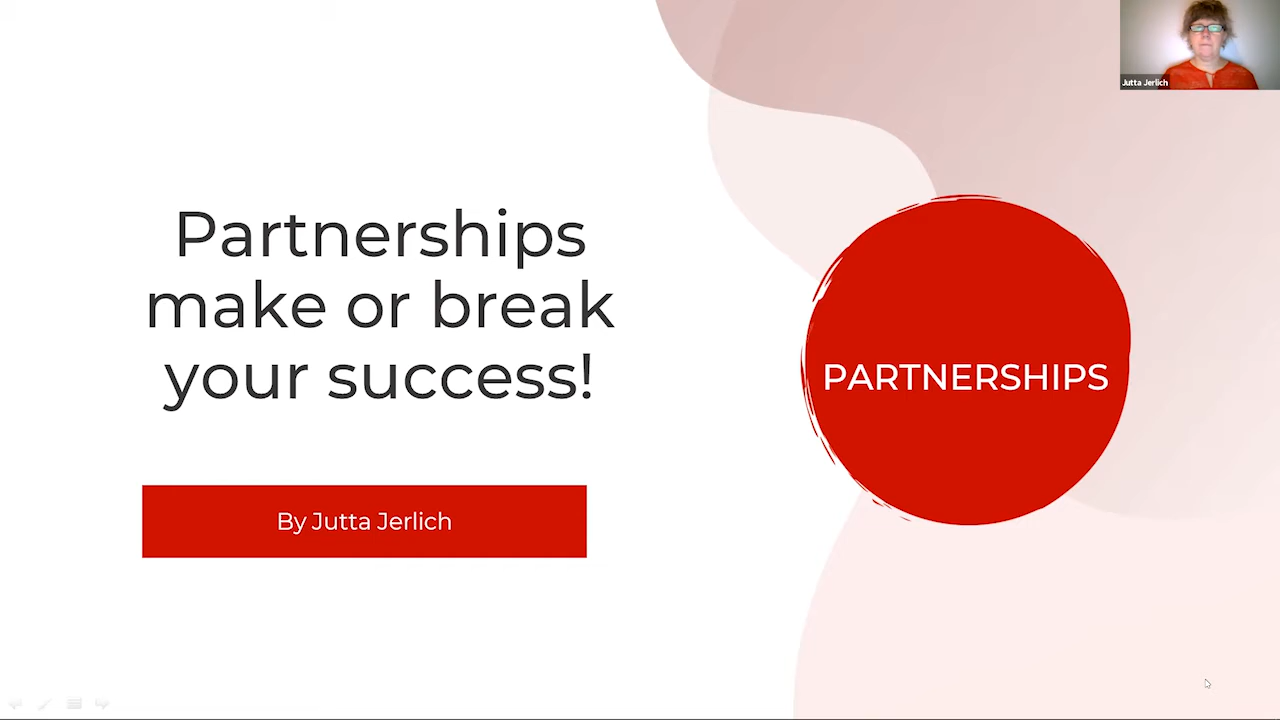 Jutta Jerlich
Partnerships
make or break
your success!
PARTNERSHIPS
By Jutta Jerlich